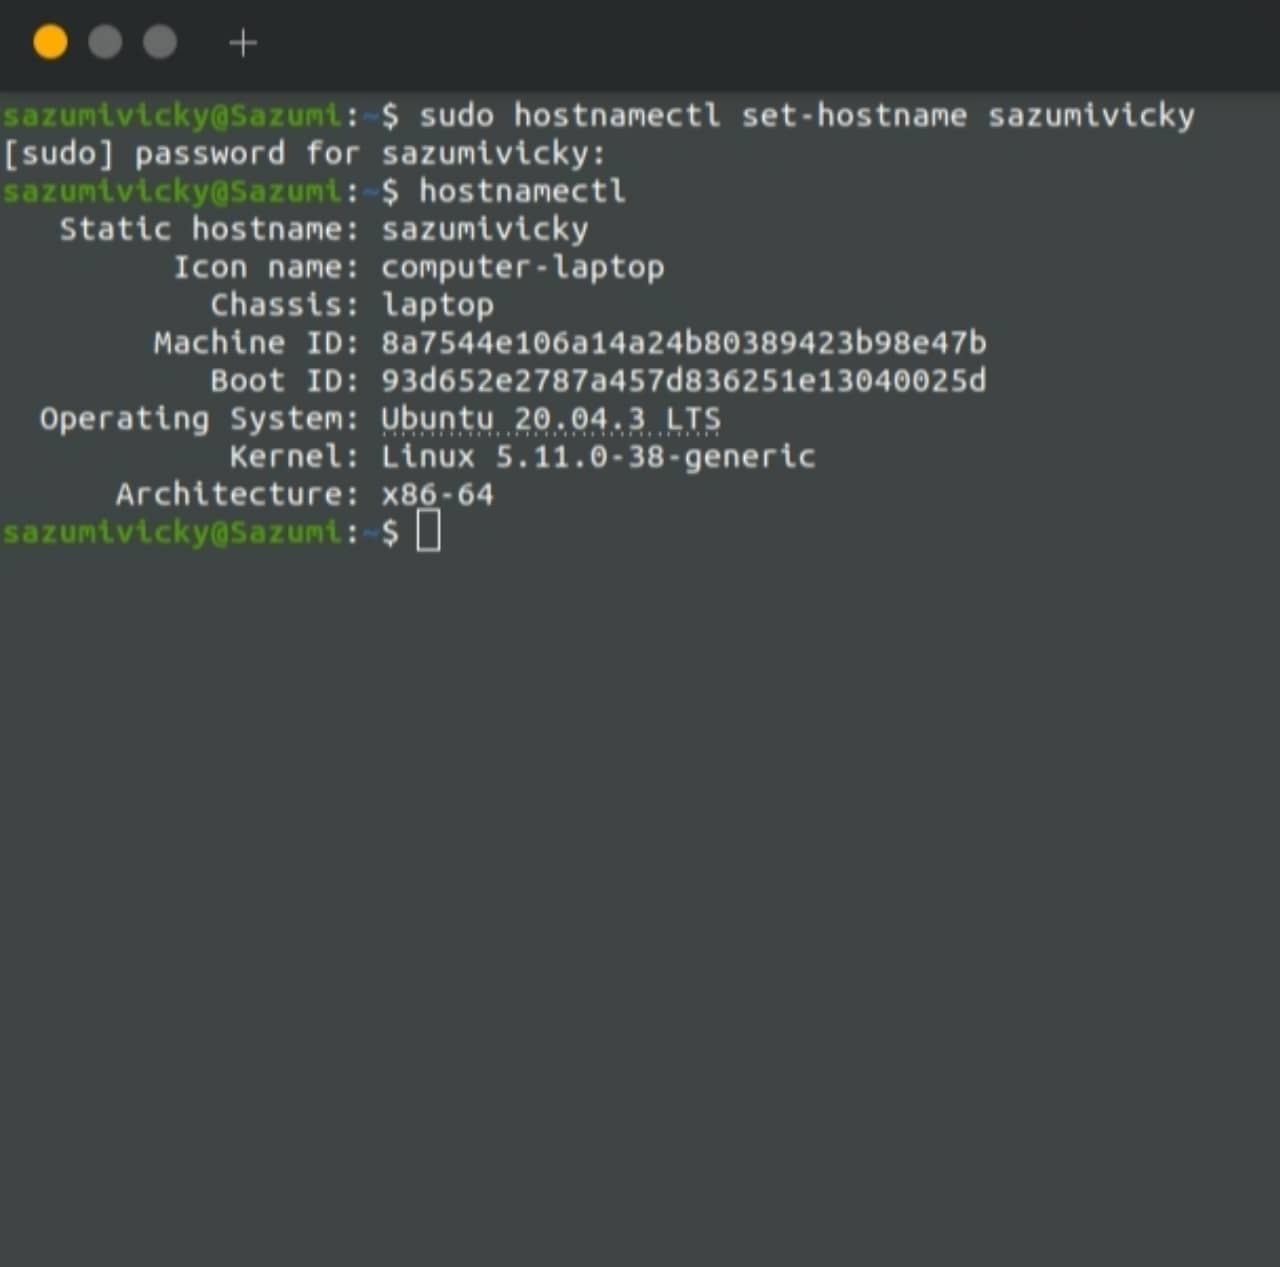 sazumivicky@Sazumi:~$ sudo hostnamectl set-hostname sazumivicky
[sudo] password for sazumivicky:
sazumivicky@Sazumi:~$ hostnamectl
Static hostname: sazumivicky
Icon name: computer-laptop
Chassis: laptop
Machine ID: 8a7544e106a14a24b80389423b98e47b
Boot ID: 93d652e2787a457d836251e13040025d
Operating System: Ubuntu 20.04.3 LTS
Kernel: Linux 5.11.0-38-generic
Architecture: x86-64
sazumivicky@Sazumi:~$